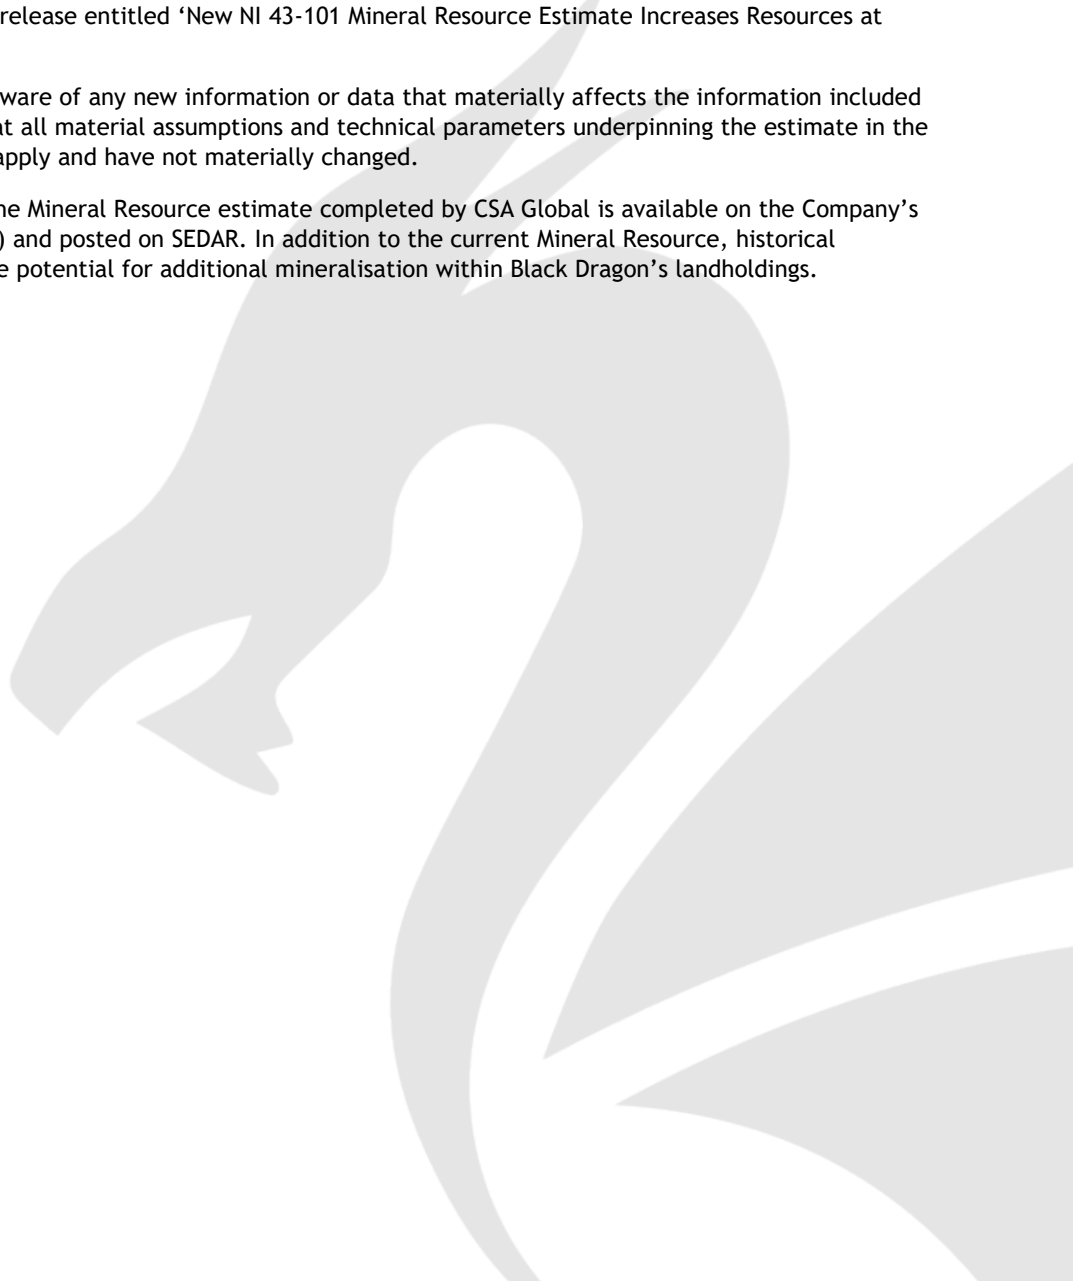 release entitled ‘New NI 43-101 Mineral Resource Estimate Increases Resources at
ware of any new information or data that materially affects the information included
at all material assumptions and technical parameters underpinning the estimate in the
apply and have not materially changed.
he Mineral Resource estimate completed by CSA Global is available on the Company’s
) and posted on SEDAR. In addition to the current Mineral Resource, historical
e potential for additional mineralisation within Black Dragon’s landholdings.